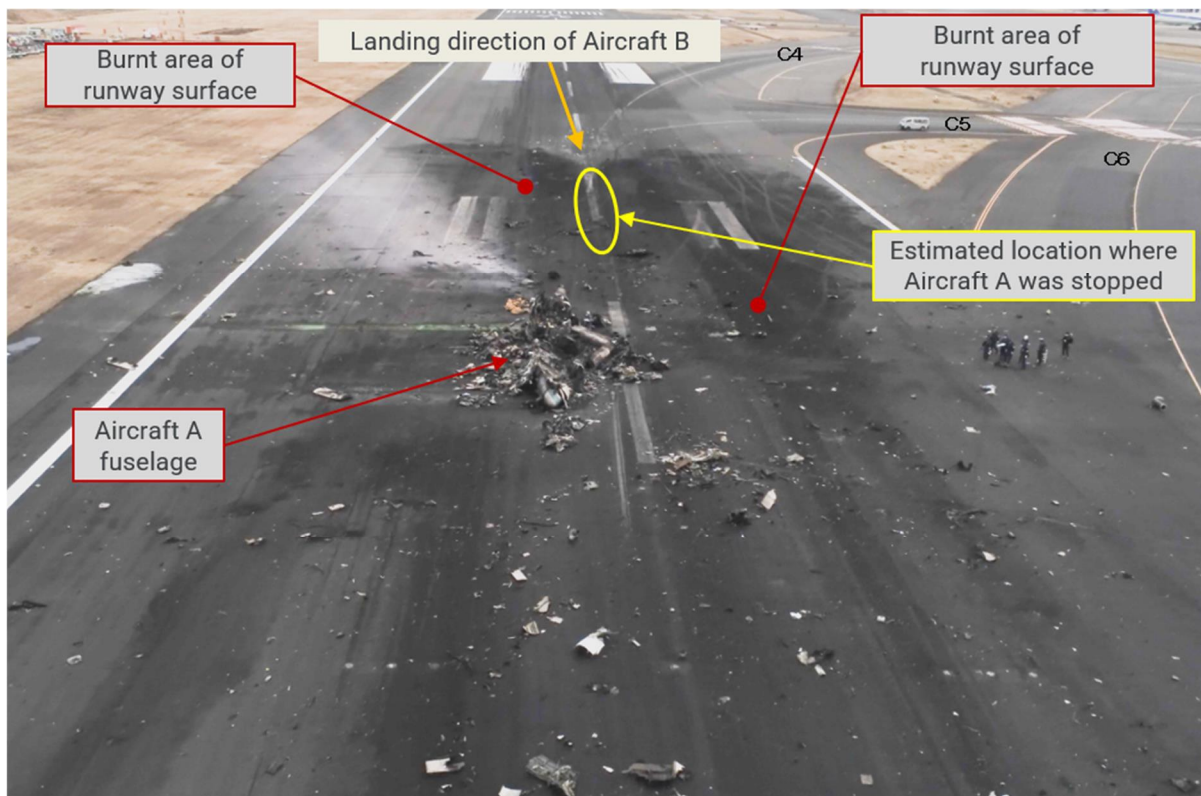 Landing direction of Aircraft B
Burnt area of
runway surface
Burnt area of
runway surface
C4
C5
C6
Estimated location where
Aircraft A was stopped
Aircraft A
fuselage